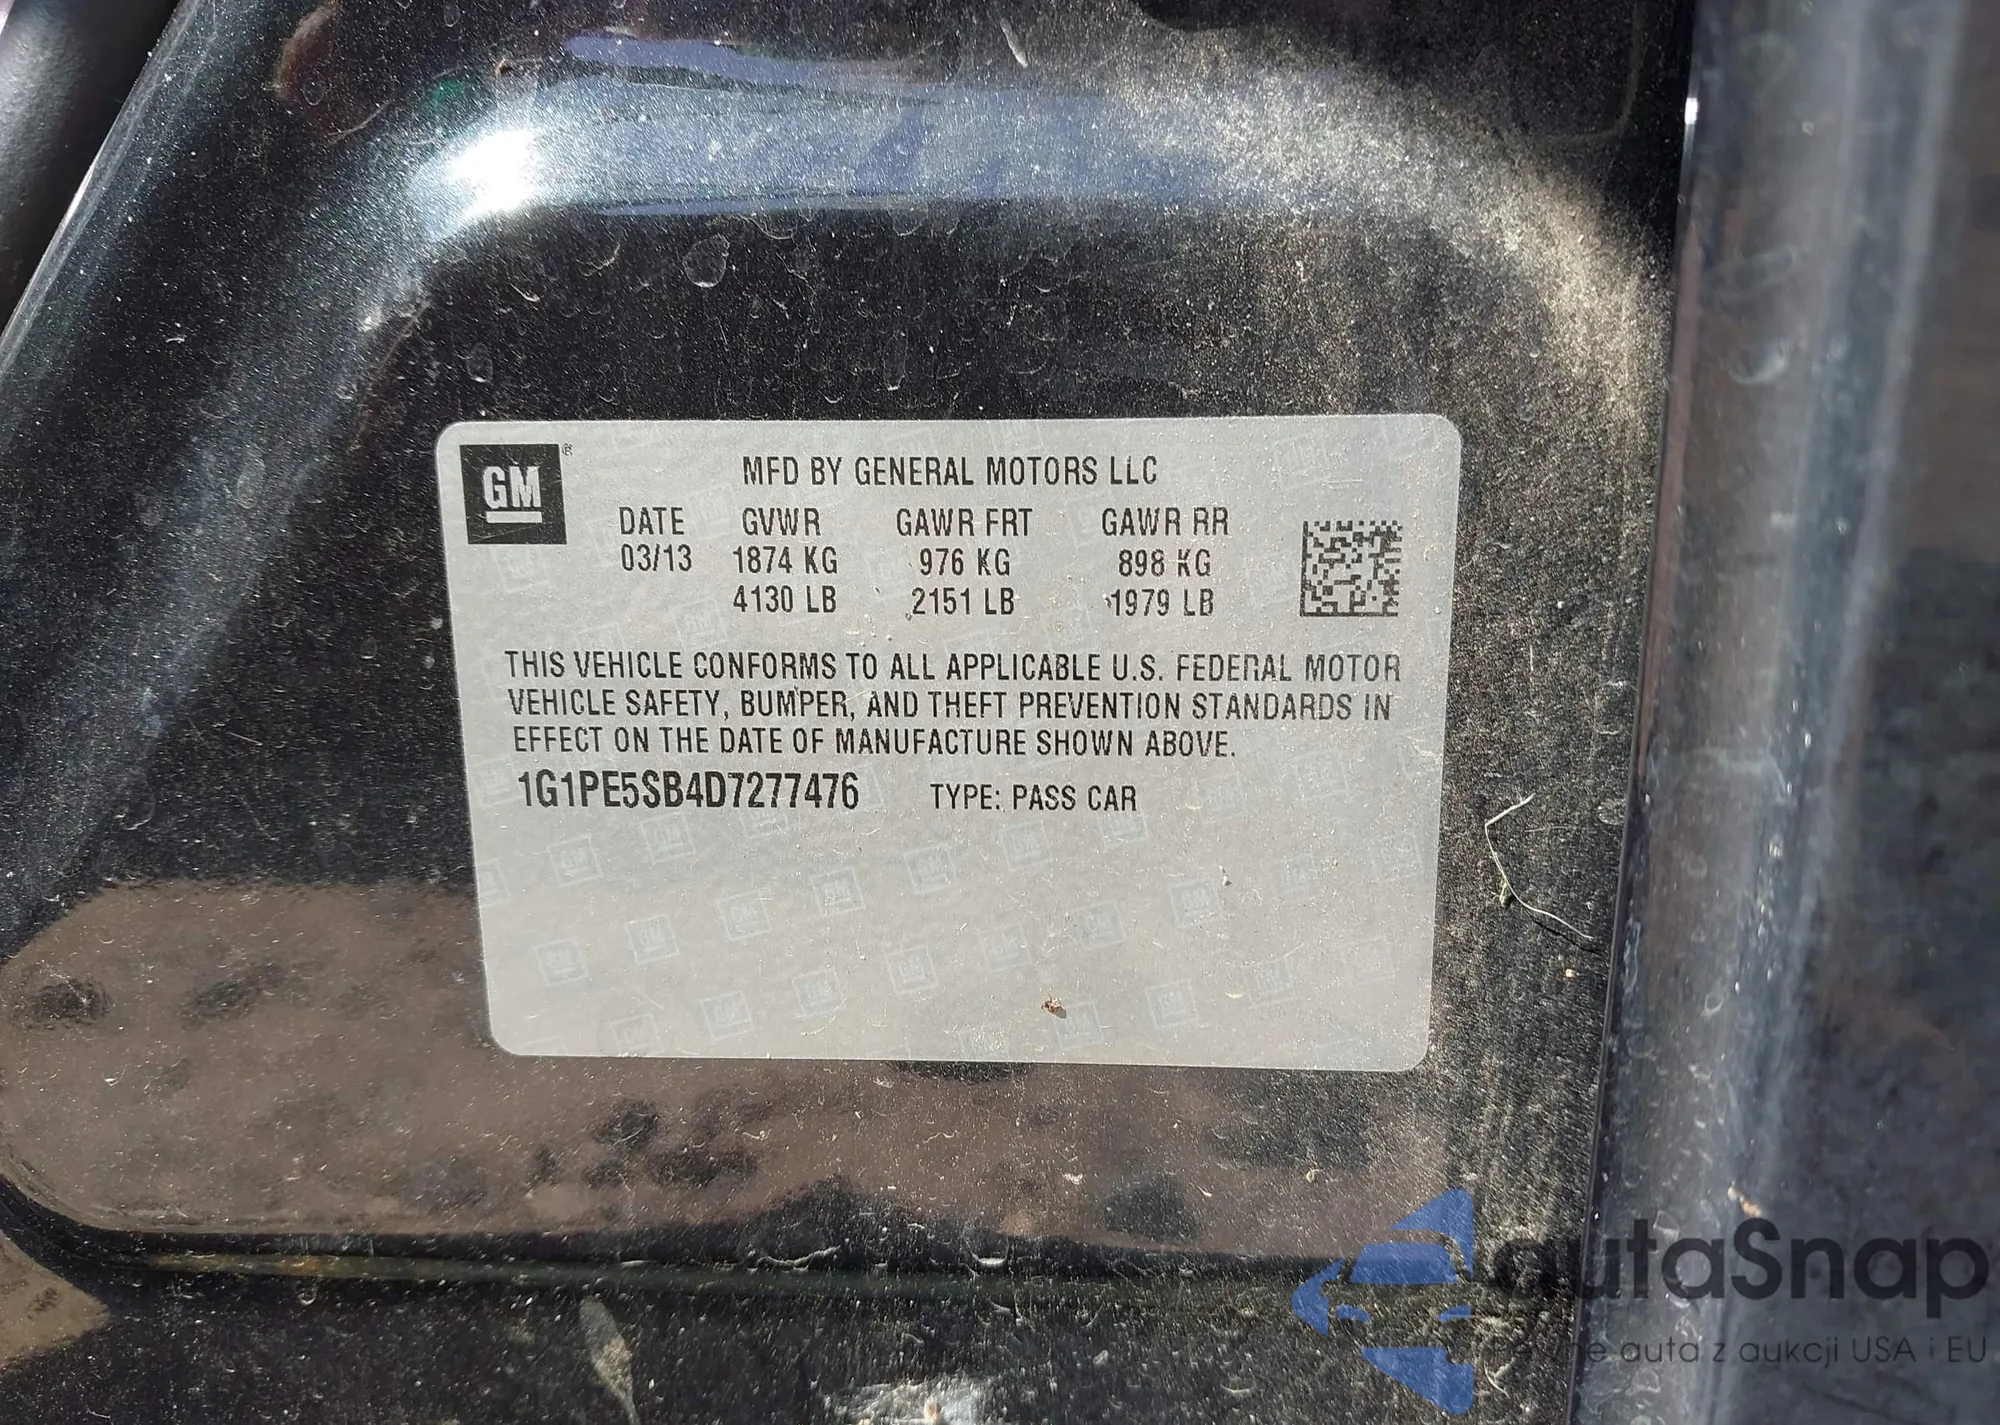 GM®
MFD BY GENERAL MOTORS LLC
DATE GVWR GAWR FRT GAWR RR
03/13 1874 KG 976 KG 898 KG
4130 LB 2151 LB 1979 LB
THIS VEHICLE CONFORMS TO ALL APPLICABLE U.S. FEDERAL MOTOR
VEHICLE SAFETY, BUMPER, AND THEFT PREVENTION STANDARDS IN
EFFECT ON THE DATE OF MANUFACTURE SHOWN ABOVE.
1G1PE5SB4D7277476 TYPE: PASS CAR
autaSnap
auta z aukcji USA i EU